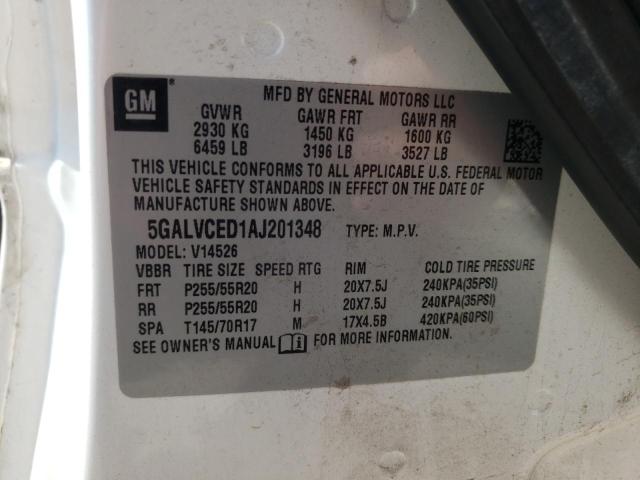 GM
MFD BY GENERAL MOTORS LLC
GVWR GAWR FRT GAWR RR
2930 KG 1450 KG 1600 KG
6459 LB 3196 LB 3527 LB
THIS VEHICLE CONFORMS TO ALL APPLICABLE U.S. FEDERAL MOTOR
VEHICLE SAFETY STANDARDS IN EFFECT ON THE DATE OF
MANUFACTURE SHOWN ABOVE.
5GALVCED1AJ201348 TYPE: M.P.V.
MODEL: V14526
VBBR TIRE SIZE SPEED RTG RIM COLD TIRE PRESSURE
FRT P255/55R20 H 20X7.5J 240KPA(35PSI)
RR P255/55R20 H 20X7.5J 240KPA(35PSI)
SPA T145/70R17 M 17X4.5B 420KPA(60PSI)
SEE OWNER'S MANUAL FOR MORE INFORMATION.